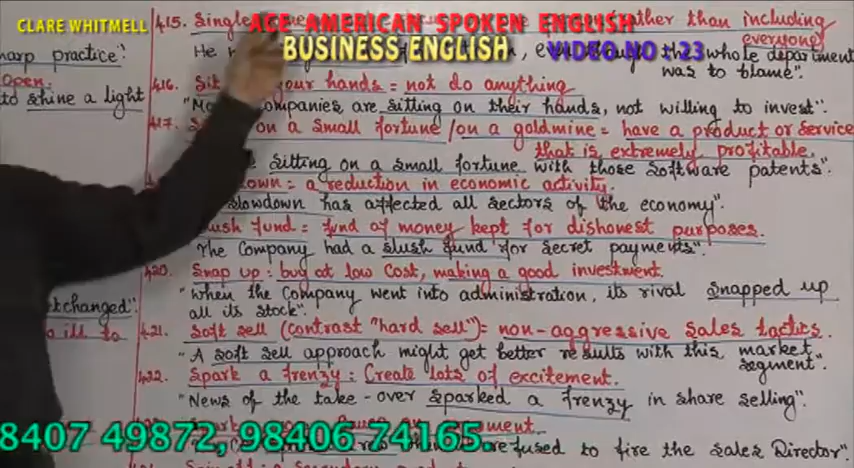 CLARE WHITMELL
ACE AMERICAN SPOKEN ENGLISH
BUSINESS ENGLISH
VIDEO NO : 23
harp practice".
Open:
to shine a light
exchanged".
a ill to
415. Single rather than including everyone
He , even the whole department was to blame".
416. Sit your hands = not do anything
companies are sitting on their hands, not willing to invest".
417. on a small fortune / on a goldmine = have a product or service that is extremely profitable.
sitting on a small fortune with those software patents".
down = a reduction in economic activity.
slowdown has affected all sectors of the economy".
Slush fund = fund of money kept for dishonest purposes.
The Company had a slush fund for secret payments".
420. Snap up : buy at low cost, making a good investment.
"When the Company went into administration, its rival snapped up all its stock".
421. Soft sell (contrast "hard sell") = non-aggressive sales tactics.
"A soft sell approach might get better results with this market segment".
422. Spark a frenzy : Create lots of excitement.
"News of the take-over sparked a frenzy in share selling".
refused to fire the sales Director".
8407 49872, 98406 74165.